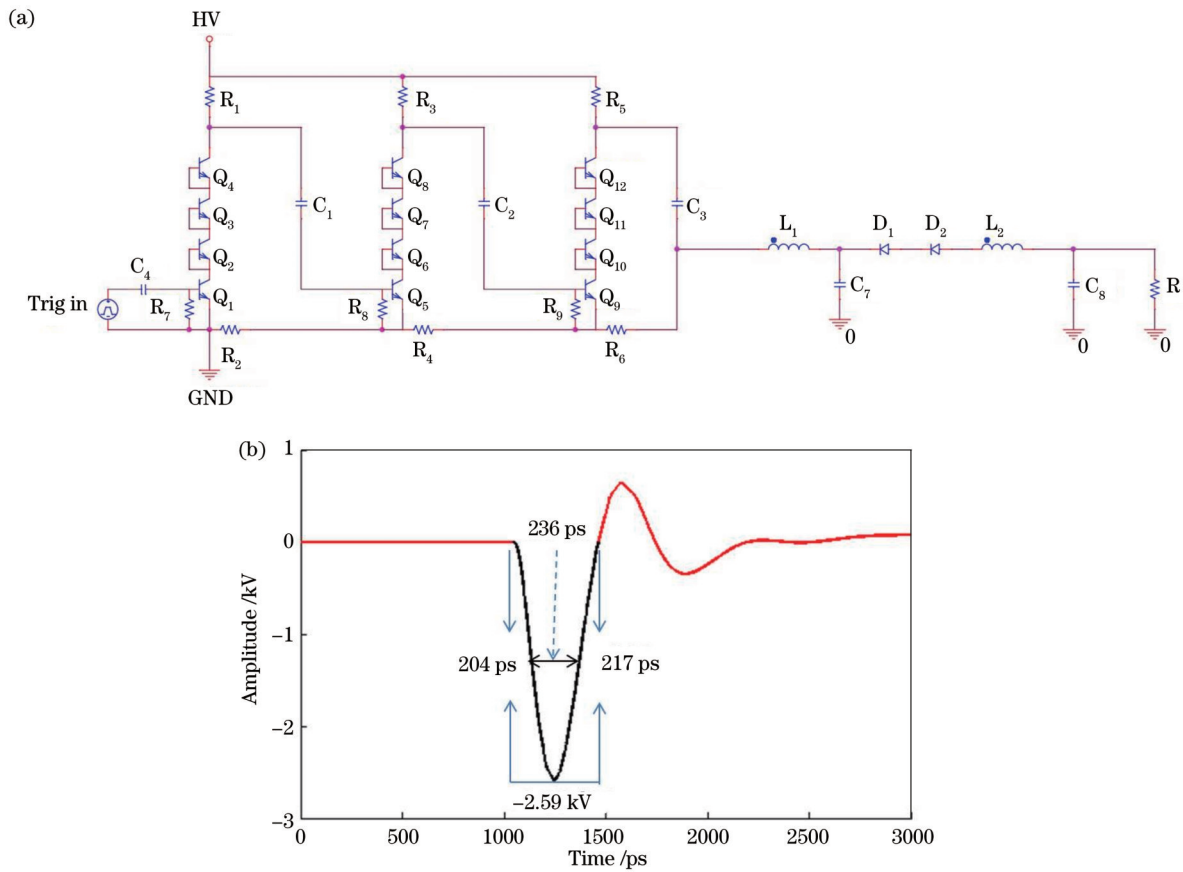 (a)
HV
R₁ R₃ R₅
Q₄ Q₈ Q₁₂
Q₃ C₁ Q₇ C₂ Q₁₁ C₃
Q₂ Q₆ Q₁₀
L₁ D₁ D₂ L₂
C₄ Q₁ R₈ Q₅ R₉ Q₉ C₇ C₈ R
Trig in R₇
R₂ R₄ R₆ 0 0 0
GND
(b)
Amplitude /kV
1
0
−1
−2
−3
236 ps
204 ps 217 ps
−2.59 kV
0 500 1000 1500 2000 2500 3000
Time /ps